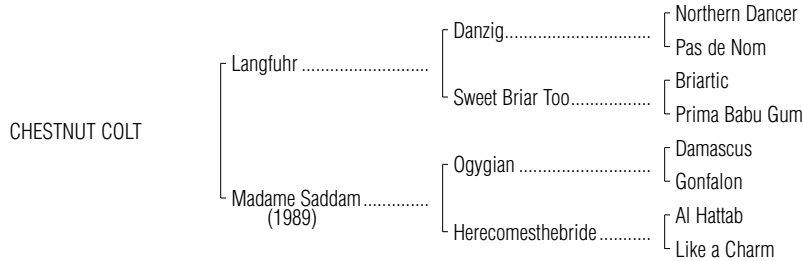 Northern Dancer
Danzig..............................
Pas de Nom
Langfuhr ..........................
Briartic
Sweet Briar Too................
Prima Babu Gum
CHESTNUT COLT
Damascus
Ogygian ...........................
Gonfalon
Madame Saddam.............
(1989)
Al Hattab
Herecomesthebride..........
Like a Charm